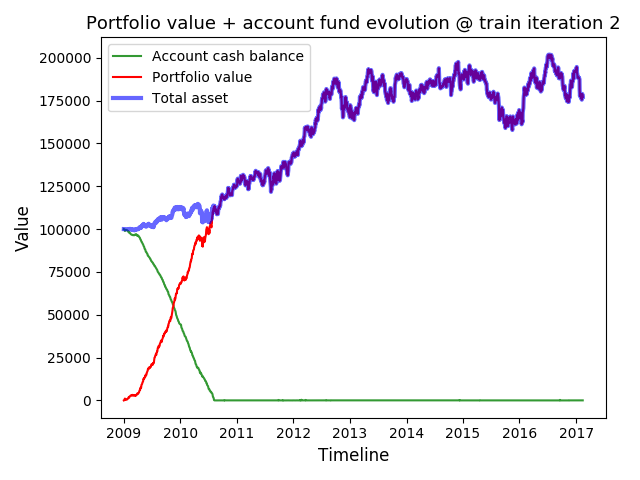 Portfolio value + account fund evolution @ train iteration 2
Account cash balance
Portfolio value
Total asset
200000
175000
150000
125000
100000
75000
50000
25000
0
Value
2009 2010 2011 2012 2013 2014 2015 2016 2017
Timeline